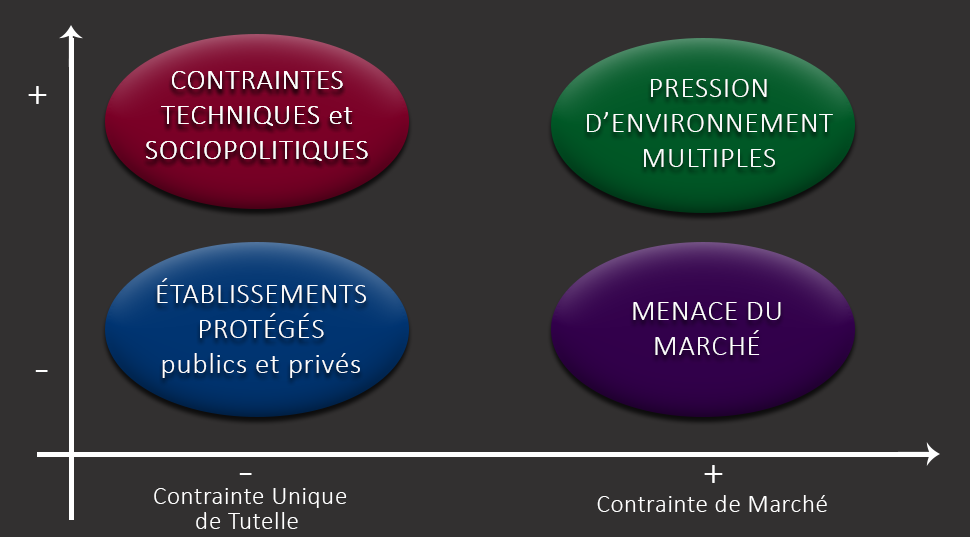 +
CONTRAINTES
TECHNIQUES et
SOCIOPOLITIQUES
PRESSION
D’ENVIRONNEMENT
MULTIPLES
ÉTABLISSEMENTS
PROTÉGÉS
publics et privés
MENACE DU
MARCHÉ
–
–
Contrainte Unique
de Tutelle
+
Contrainte de Marché